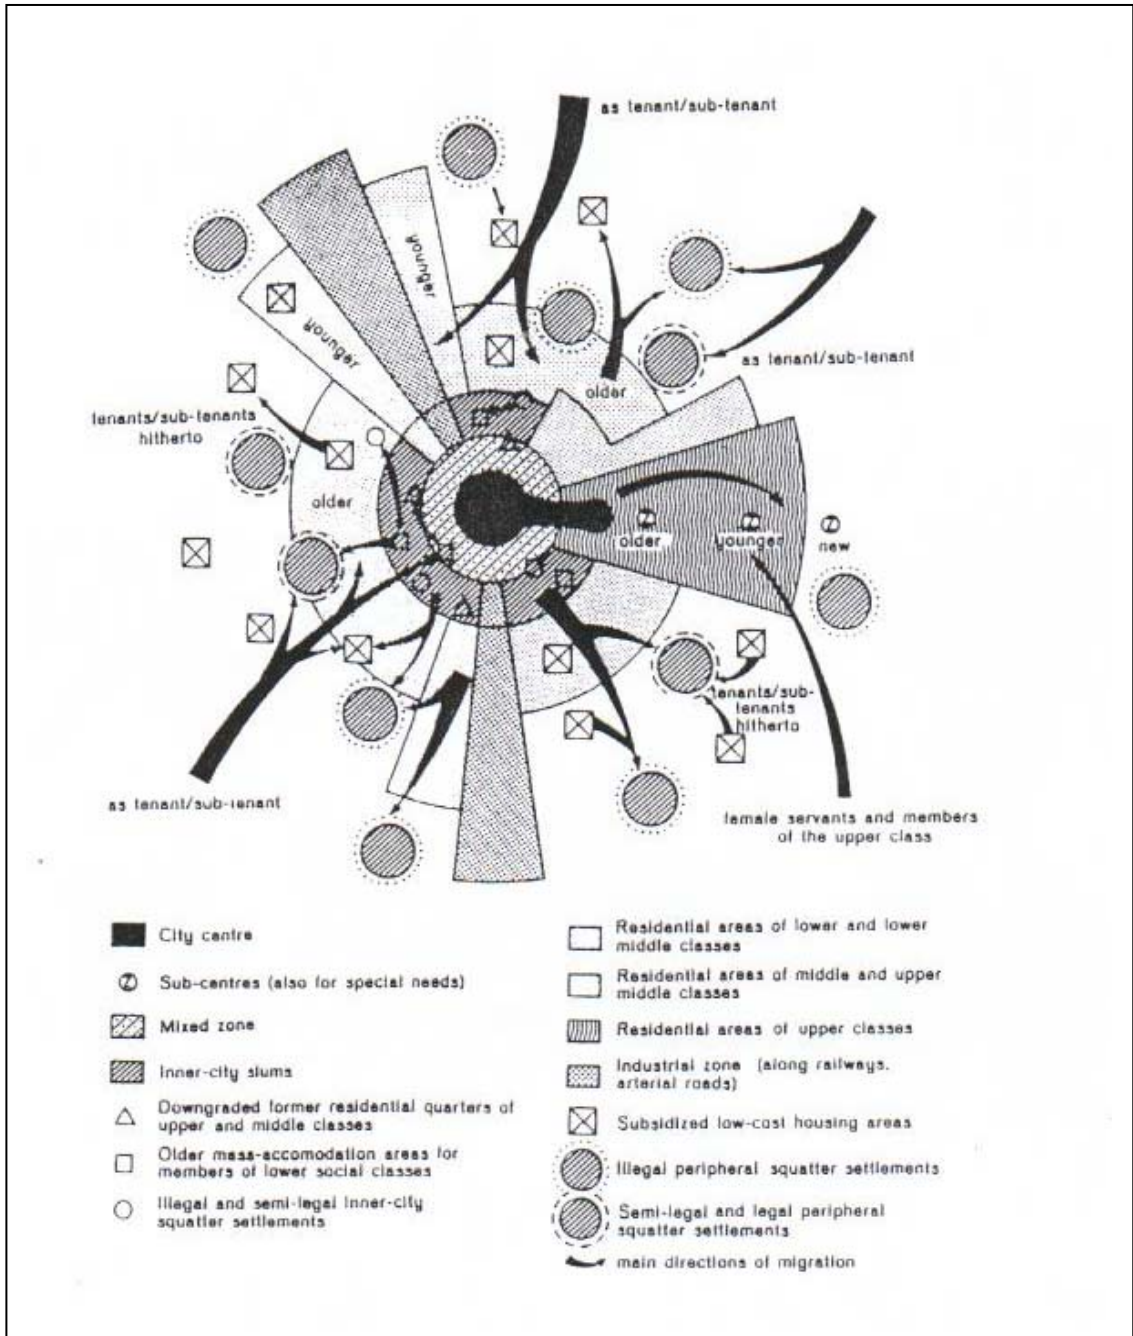 as tenant/sub-tenant
younger
younger
as tenant/sub-tenant
older
tenants/sub-tenants
hitherto
older
older
younger
new
tenants/sub-
tenants
hitherto
as tenant/sub-tenant
female servants and members
of the upper class
City centre
Sub-centres (also for special needs)
Mixed zone
Inner-city slums
Downgraded former residential quarters of
upper and middle classes
Older mass-accomodation areas for
members of lower social classes
Illegal and semi-legal inner-city
squatter settlements
Residential areas of lower and lower
middle classes
Residential areas of middle and upper
middle classes
Residential areas of upper classes
Industrial zone (along railways,
arterial roads)
Subsidized low-cost housing areas
Illegal peripheral squatter settlements
Semi-legal and legal peripheral
squatter settlements
main directions of migration